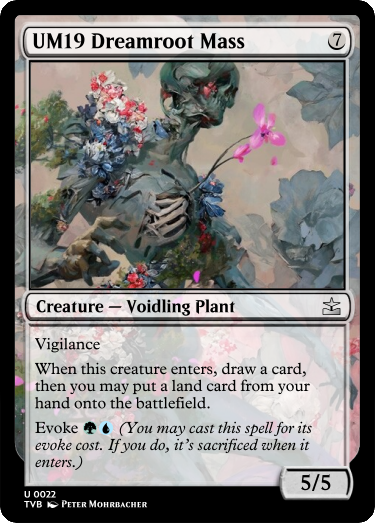 UM19 Dreamroot Mass 7
Creature — Voidling Plant
Vigilance
When this creature enters, draw a card,
then you may put a land card from your
hand onto the battlefield.
Evoke (You may cast this spell for its
evoke cost. If you do, it's sacrificed when it
enters.)
5/5
U 0022
TVB Peter Mohrbacher